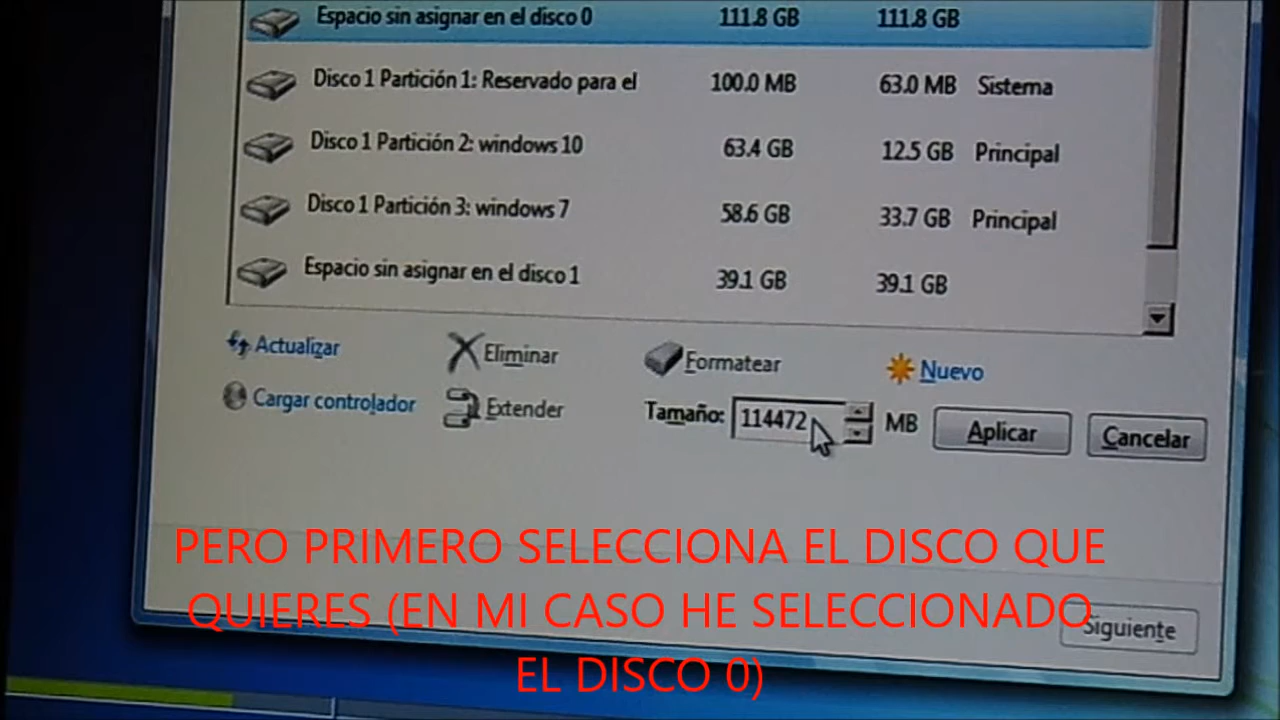 Espacio sin asignar en el disco 0 111.8 GB 111.8 GB
Disco 1 Partición 1: Reservado para el 100.0 MB 63.0 MB Sistema
Disco 1 Partición 2: windows 10 63.4 GB 12.5 GB Principal
Disco 1 Partición 3: windows 7 58.6 GB 33.7 GB Principal
Espacio sin asignar en el disco 1 39.1 GB 39.1 GB
Actualizar Eliminar Formatear Nuevo
Cargar controlador Extender Tamaño: 114472 MB Aplicar Cancelar
PERO PRIMERO SELECCIONA EL DISCO QUE
QUIERES (EN MI CASO HE SELECCIONADO
EL DISCO 0)
Siguiente